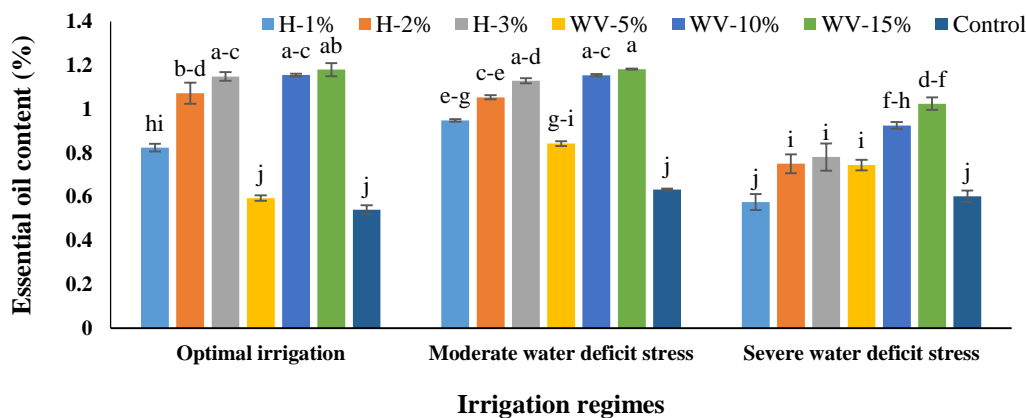 H-1% H-2% H-3% WV-5% WV-10% WV-15% Control
Essential oil content (%)
1.4
1.2
1
0.8
0.6
0.4
0.2
0
hi b-d a-c j a-c ab j
e-g c-e a-d g-i a-c a j
j i i i f-h d-f j
Optimal irrigation Moderate water deficit stress Severe water deficit stress
Irrigation regimes